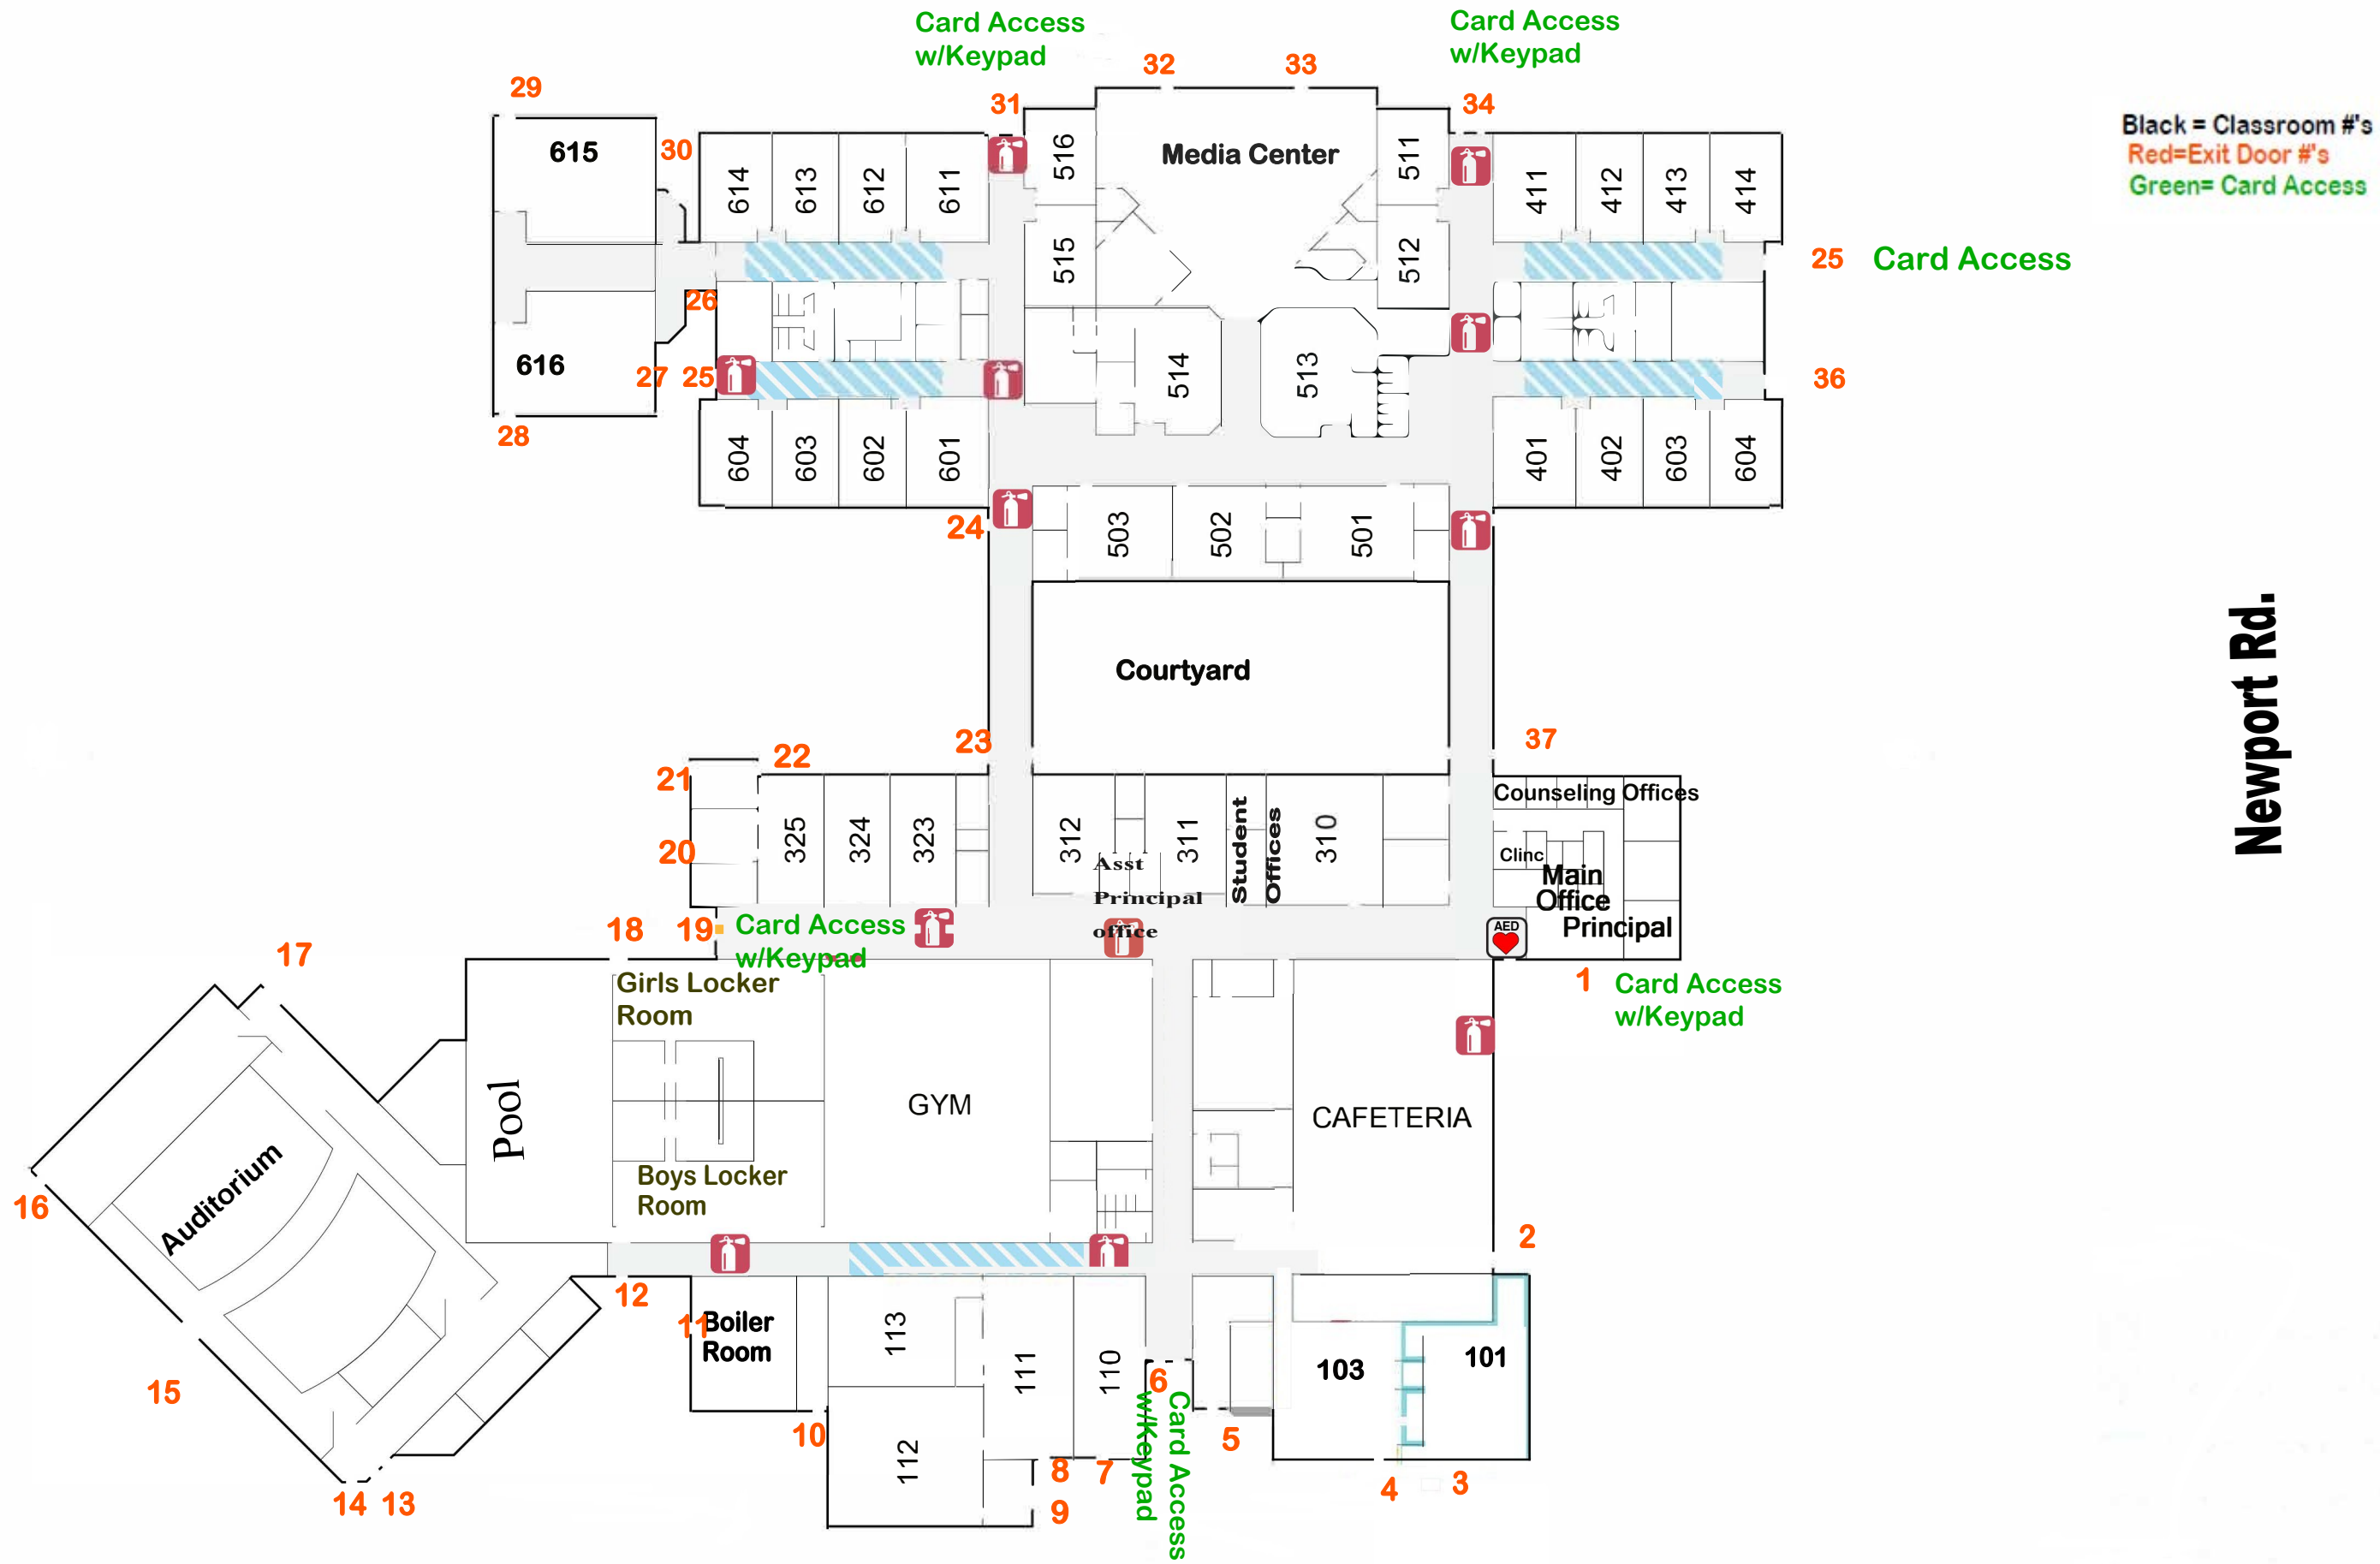 Card Access
w/Keypad
Card Access
w/Keypad
32
33
29
31
34
Black = Classroom #'s
Red=Exit Door #'s
Green= Card Access
615
30
614
613
612
611
516
Media Center
511
411
412
413
414
515
512
25
Card Access
26
616
27
25
514
513
36
28
604
603
602
601
401
402
603
604
24
503
502
501
Newport Rd.
Courtyard
23
37
22
21
20
325
324
323
312
311
Student
Offices
310
Counseling Offices
Clinc
Main
Office
Principal
Asst
Principal
office
18
19
Card Access
w/Keypad
AED
17
1
Card Access
w/Keypad
Girls Locker
Room
Pool
GYM
CAFETERIA
Auditorium
Boys Locker
Room
16
2
12
11
Boiler
Room
113
111
110
6
103
101
15
Card Access
w/Keypad
10
112
5
8
7
4
3
14
13
9